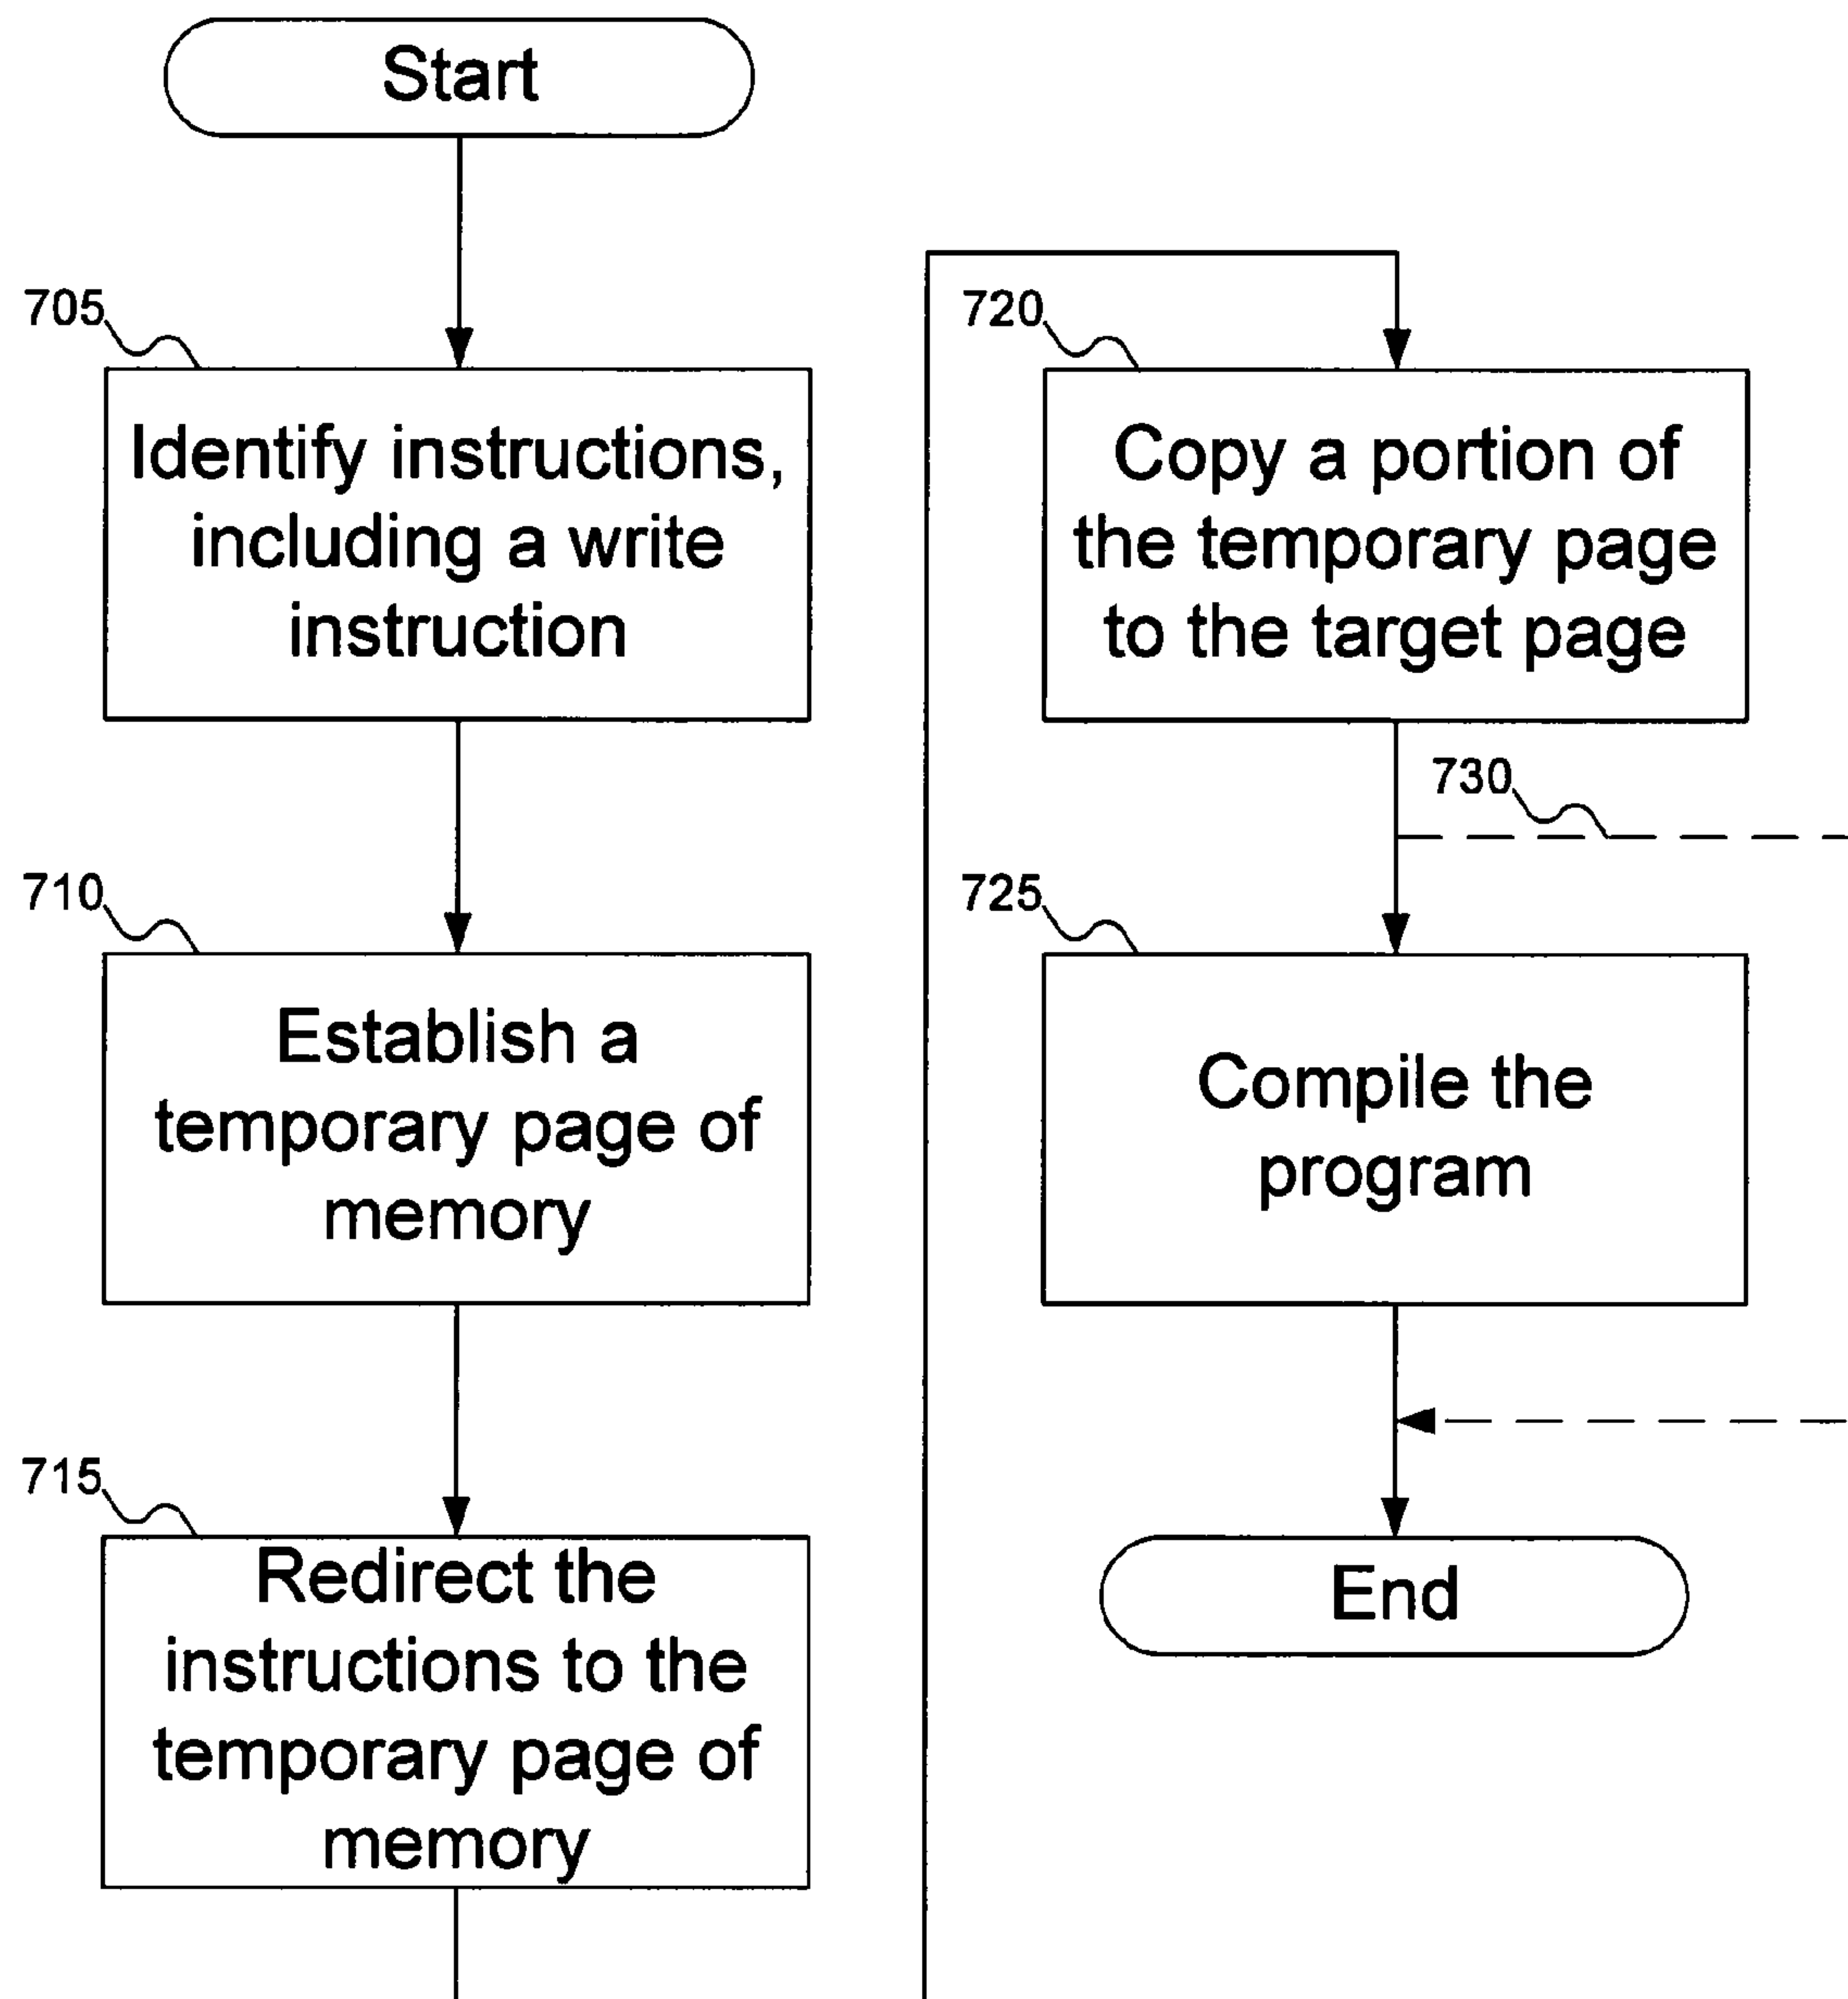 Start
705
Identify instructions,
including a write
instruction
710
Establish a
temporary page of
memory
715
Redirect the
instructions to the
temporary page of
memory
720
Copy a portion of
the temporary page
to the target page
730
725
Compile the
program
End